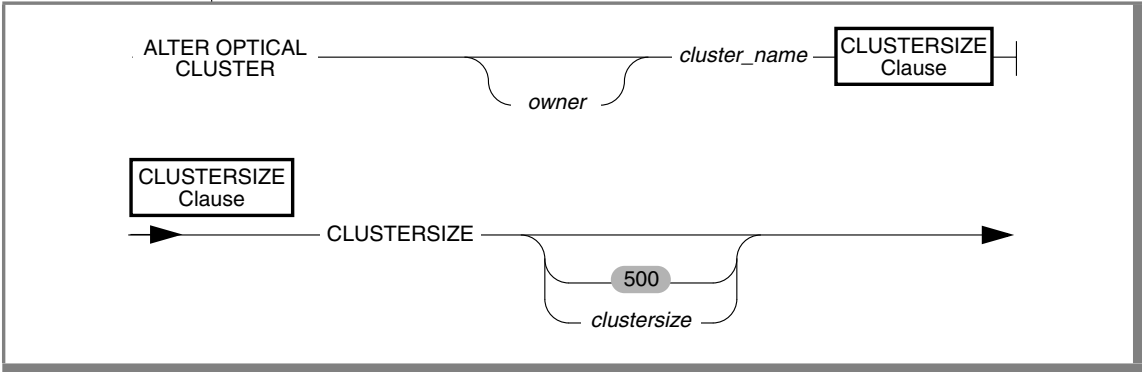 ALTER OPTICAL
CLUSTER
owner
cluster_name
CLUSTERSIZE
Clause
CLUSTERSIZE
Clause
CLUSTERSIZE
500
clustersize